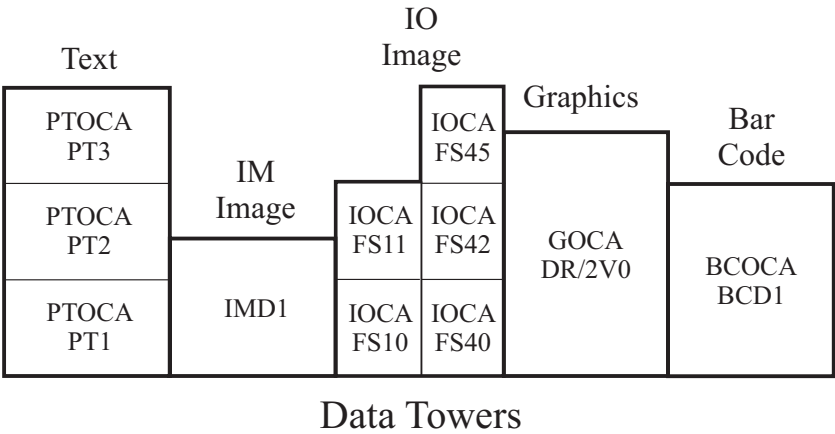 Text
PTOCA
PT3
PTOCA
PT2
PTOCA
PT1
IM
Image
IMD1
IO
Image
IOCA
FS11
IOCA
FS10
IOCA
FS45
IOCA
FS42
IOCA
FS40
Graphics
GOCA
DR/2V0
Bar
Code
BCOCA
BCD1
Data Towers